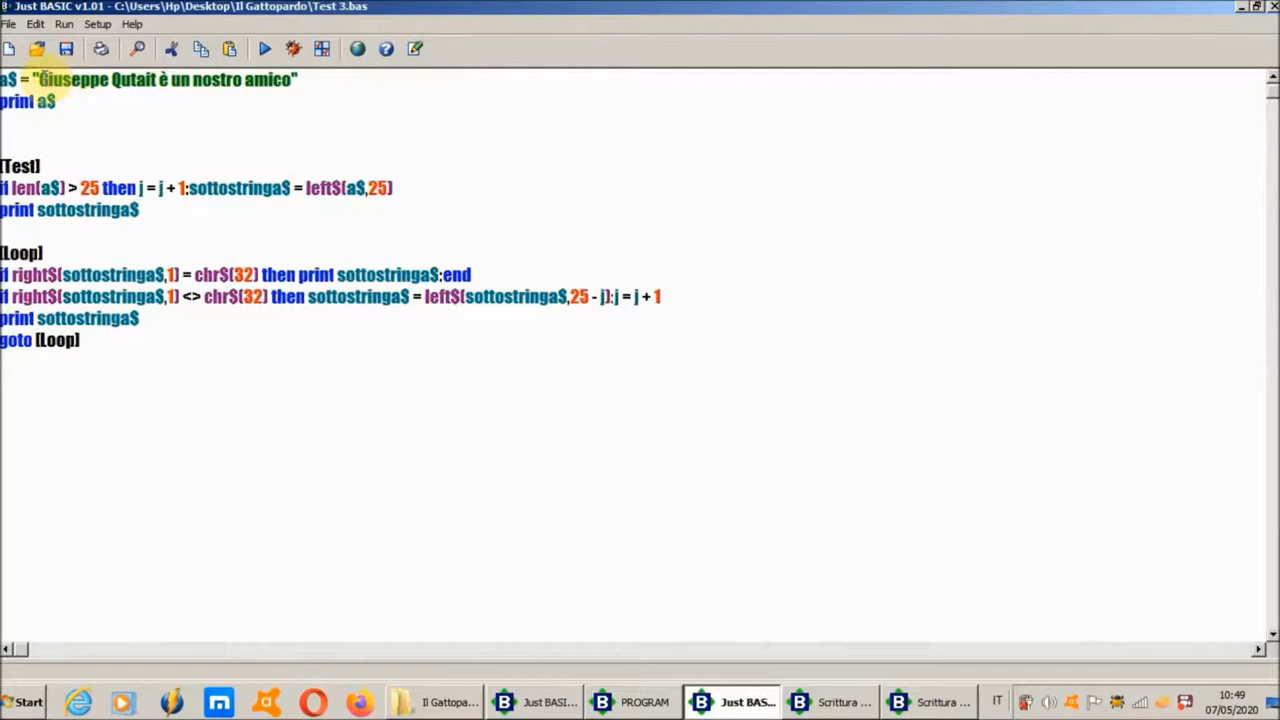 Just BASIC v1.01 - C:\Users\Hp\Desktop\Il Gattopardo\Test 3.bas
File Edit Run Setup Help
a$ = "Giuseppe Qutait è un nostro amico"
print a$
[Test]
if len(a$) > 25 then j = j + 1:sottostringa$ = left$(a$,25)
print sottostringa$
[Loop]
if right$(sottostringa$,1) = chr$(32) then print sottostringa$:end
if right$(sottostringa$,1) <> chr$(32) then sottostringa$ = left$(sottostringa$,25 - j):j = j + 1
print sottostringa$
goto [Loop]
Start Il Gattopa... Just BASI... PROGRAM Just BAS... Scrittura ... Scrittura ... IT 10:49
07/05/2020